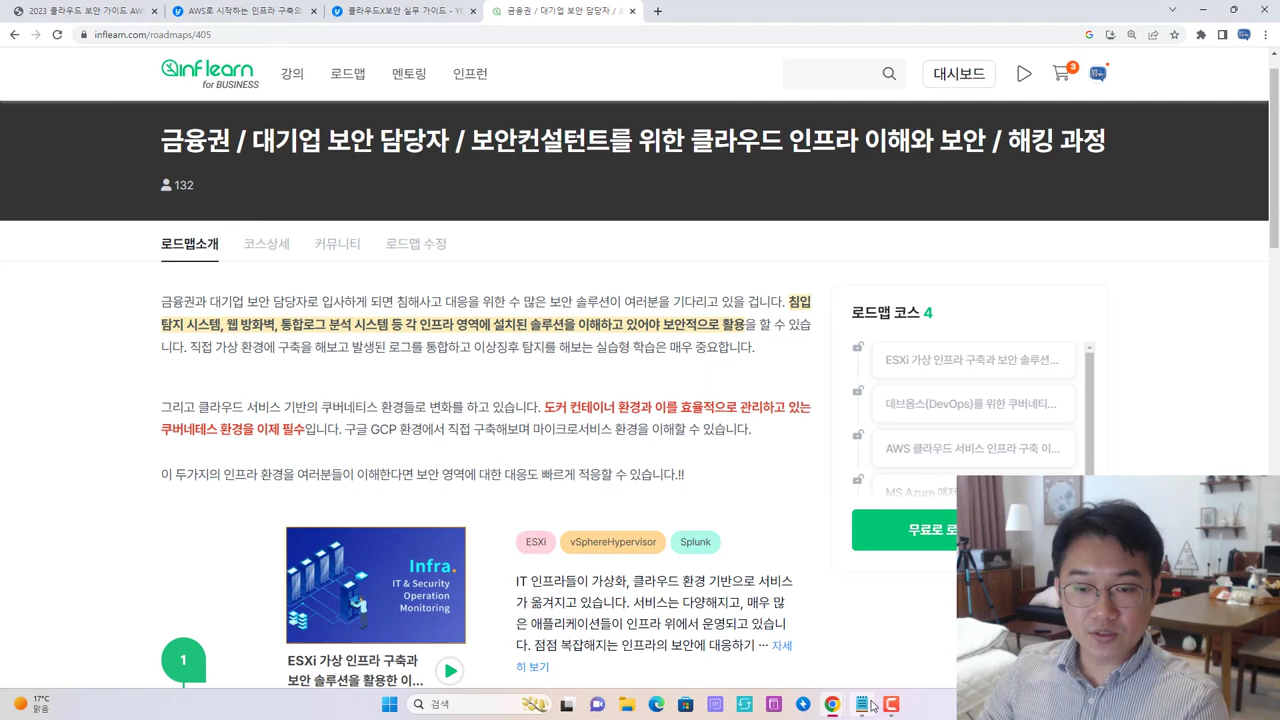 2023 클라우드 보안 가이드 AW
AWS로 시작하는 인프라 구축의
클라우드X보안 실무 가이드 - YE
금융권 / 대기업 보안 담당자 /
inflearn.com/roadmaps/405
inflearn
for BUSINESS
강의
로드맵
멘토링
인프런
대시보드
3
금융권 / 대기업 보안 담당자 / 보안컨설턴트를 위한 클라우드 인프라 이해와 보안 / 해킹 과정
132
로드맵소개
코스상세
커뮤니티
로드맵 수정
금융권과 대기업 보안 담당자로 입사하게 되면 침해사고 대응을 위한 수 많은 보안 솔루션이 여러분을 기다리고 있을 겁니다. 침입
탐지 시스템, 웹 방화벽, 통합로그 분석 시스템 등 각 인프라 영역에 설치된 솔루션을 이해하고 있어야 보안적으로 활용을 할 수 있습
니다. 직접 가상 환경에 구축을 해보고 발생된 로그를 통합하고 이상징후 탐지를 해보는 실습형 학습은 매우 중요합니다.
그리고 클라우드 서비스 기반의 쿠버네티스 환경들로 변화를 하고 있습니다. 도커 컨테이너 환경과 이를 효율적으로 관리하고 있는
쿠버네테스 환경을 이제 필수입니다. 구글 GCP 환경에서 직접 구축해보며 마이크로서비스 환경을 이해할 수 있습니다.
이 두가지의 인프라 환경을 여러분들이 이해한다면 보안 영역에 대한 대응도 빠르게 적응할 수 있습니다.!!
로드맵 코스 4
ESXi 가상 인프라 구축과 보안 솔루션...
데브옵스(DevOps)를 위한 쿠버네티...
AWS 클라우드 서비스 인프라 구축 이...
MS Azure 애저
무료로 로
Infra.
IT & Security
Operation
Monitoring
ESXi
vSphereHypervisor
Splunk
IT 인프라들이 가상화, 클라우드 환경 기반으로 서비스
가 옮겨지고 있습니다. 서비스는 다양해지고, 매우 많
은 애플리케이션들이 인프라 위에서 운영되고 있습니
다. 점점 복잡해지는 인프라의 보안에 대응하기 ··· 자세
히 보기
1
ESXi 가상 인프라 구축과
보안 솔루션을 활용한 이...
17°C
맑음
검색